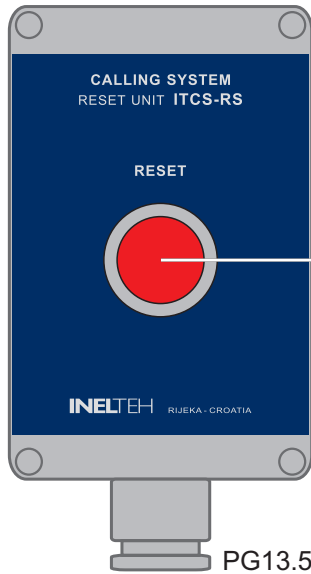 CALLING SYSTEM
RESET UNIT ITCS-RS
RESET
INELTEH RIJEKA - CROATIA
PG13.5